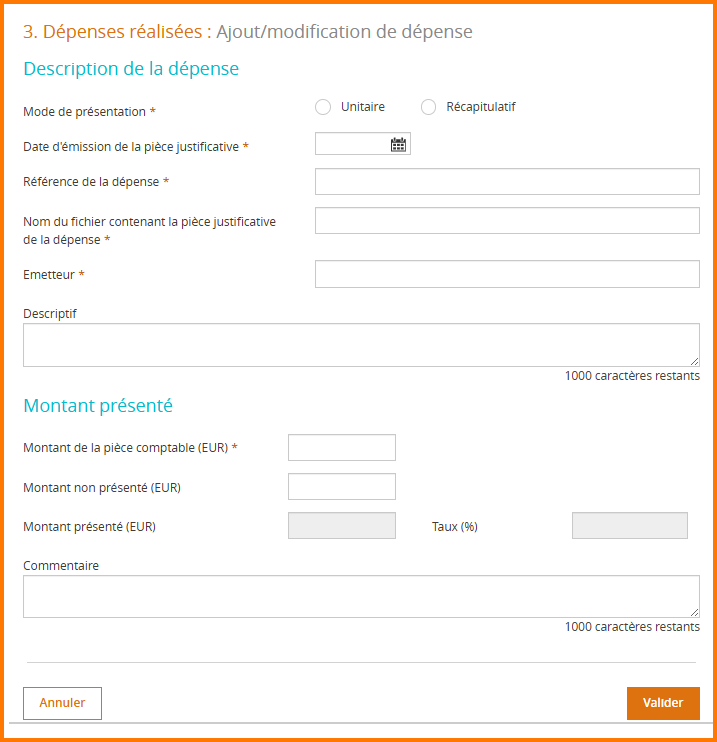 3. Dépenses réalisées : Ajout/modification de dépense
Description de la dépense
Mode de présentation *
Unitaire
Récapitulatif
Date d'émission de la pièce justificative *
Référence de la dépense *
Nom du fichier contenant la pièce justificative
de la dépense *
Emetteur *
Descriptif
1000 caractères restants
Montant présenté
Montant de la pièce comptable (EUR) *
Montant non présenté (EUR)
Montant présenté (EUR)
Taux (%)
Commentaire
1000 caractères restants
Annuler
Valider